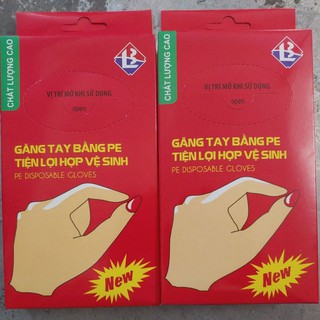 CHẤT LƯỢNG CAO
VỊ TRÍ MỞ KHI SỬ DỤNG
open
GĂNG TAY BẰNG PE
TIỆN LỢI HỢP VỆ SINH
PE DISPOSABLE GLOVES
New
CHẤT LƯỢNG CAO
VỊ TRÍ MỞ KHI SỬ DỤNG
open
GĂNG TAY BẰNG PE
TIỆN LỢI HỢP VỆ SINH
PE DISPOSABLE GLOVES
New